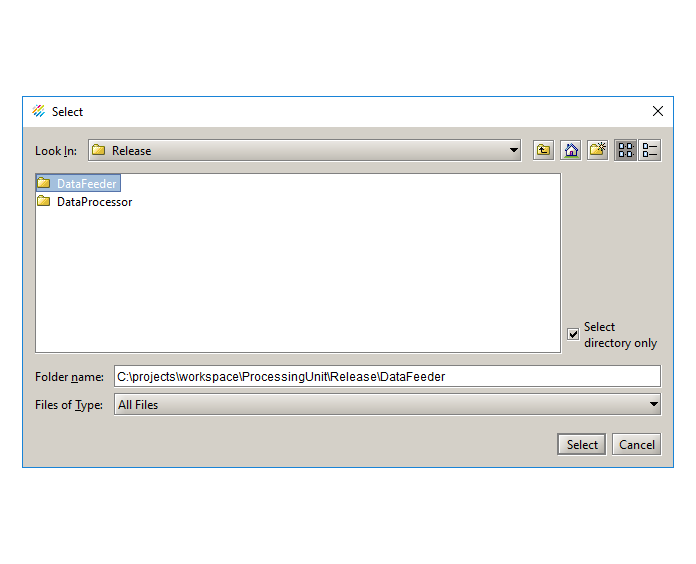 Select
Look In: Release
DataFeeder
DataProcessor
Select
directory only
Folder name: C:\projects\workspace\ProcessingUnit\Release\DataFeeder
Files of Type: All Files
Select Cancel